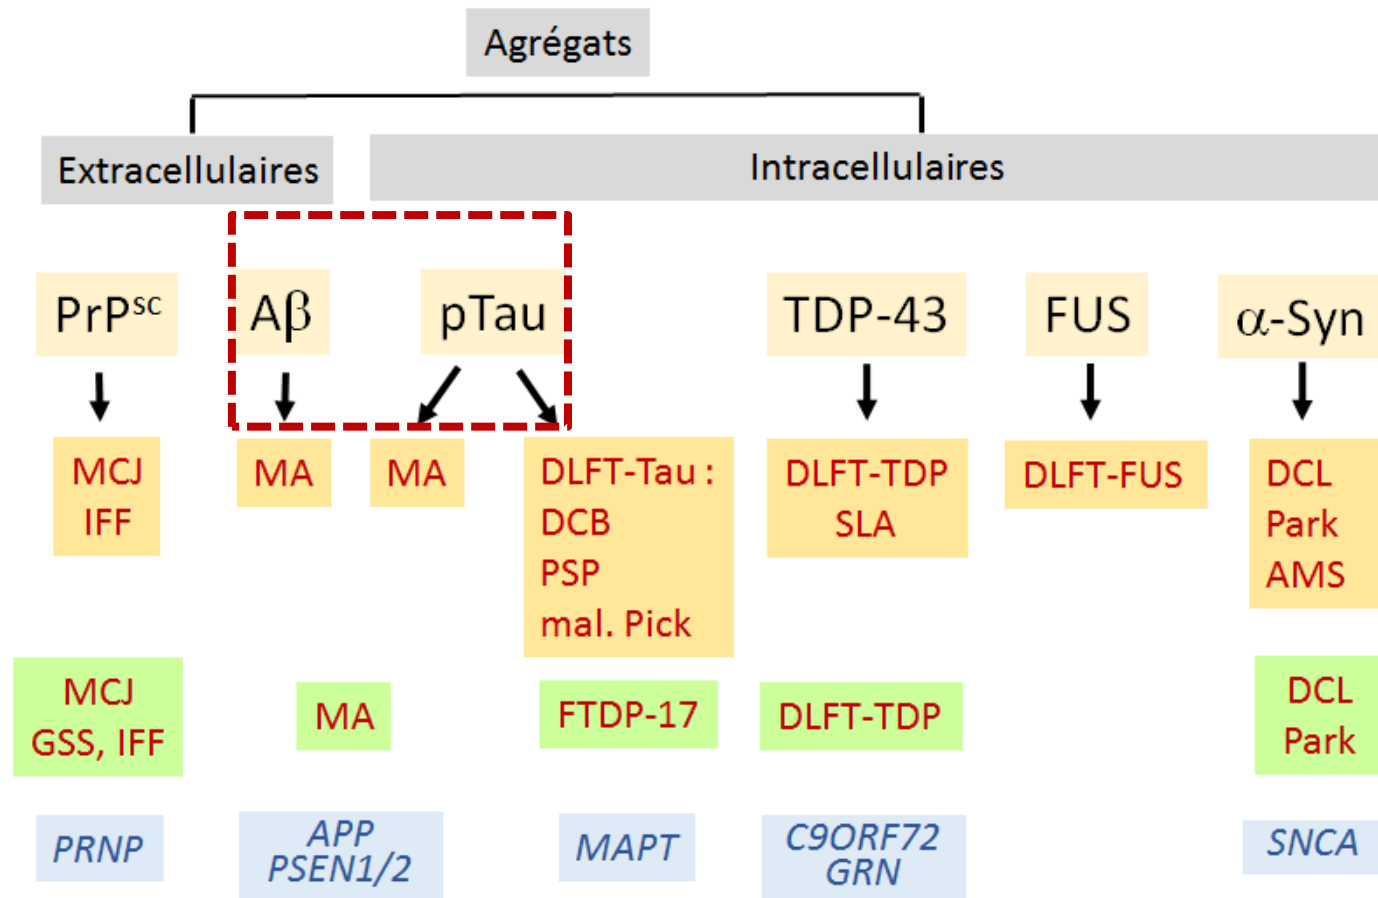 Agrégats
Extracellulaires
Intracellulaires
PrPsc
Aβ
pTau
TDP-43
FUS
α-Syn
MCJ
IFF
MA
MA
DLFT-Tau :
DCB
PSP
mal. Pick
DLFT-TDP
SLA
DLFT-FUS
DCL
Park
AMS
MCJ
GSS, IFF
MA
FTDP-17
DLFT-TDP
DCL
Park
PRNP
APP
PSEN1/2
MAPT
C9ORF72
GRN
SNCA